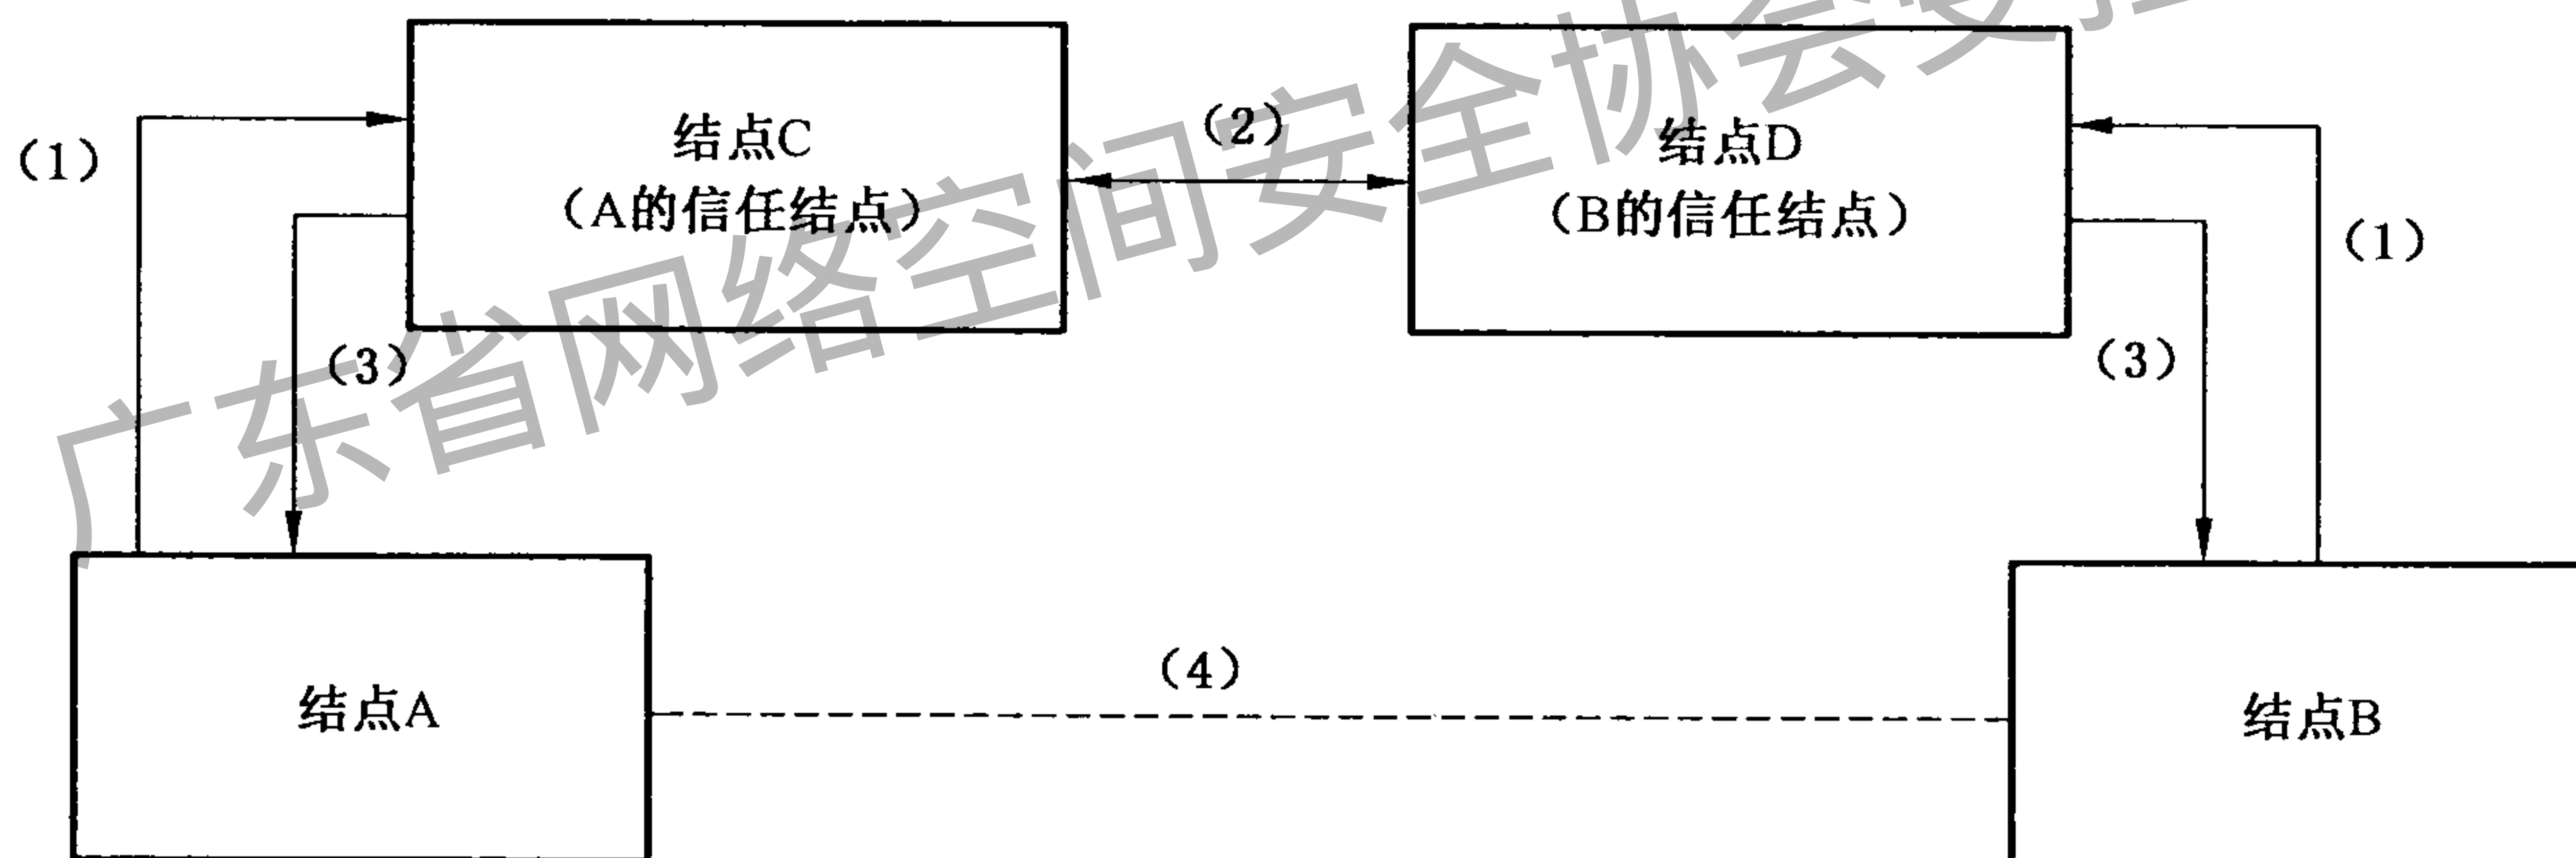 (1)
结点C
(A的信任结点)
(2)
结点D
(B的信任结点)
(1)
(3)
(3)
(4)
结点A
结点B
广东省网络空间安全协会